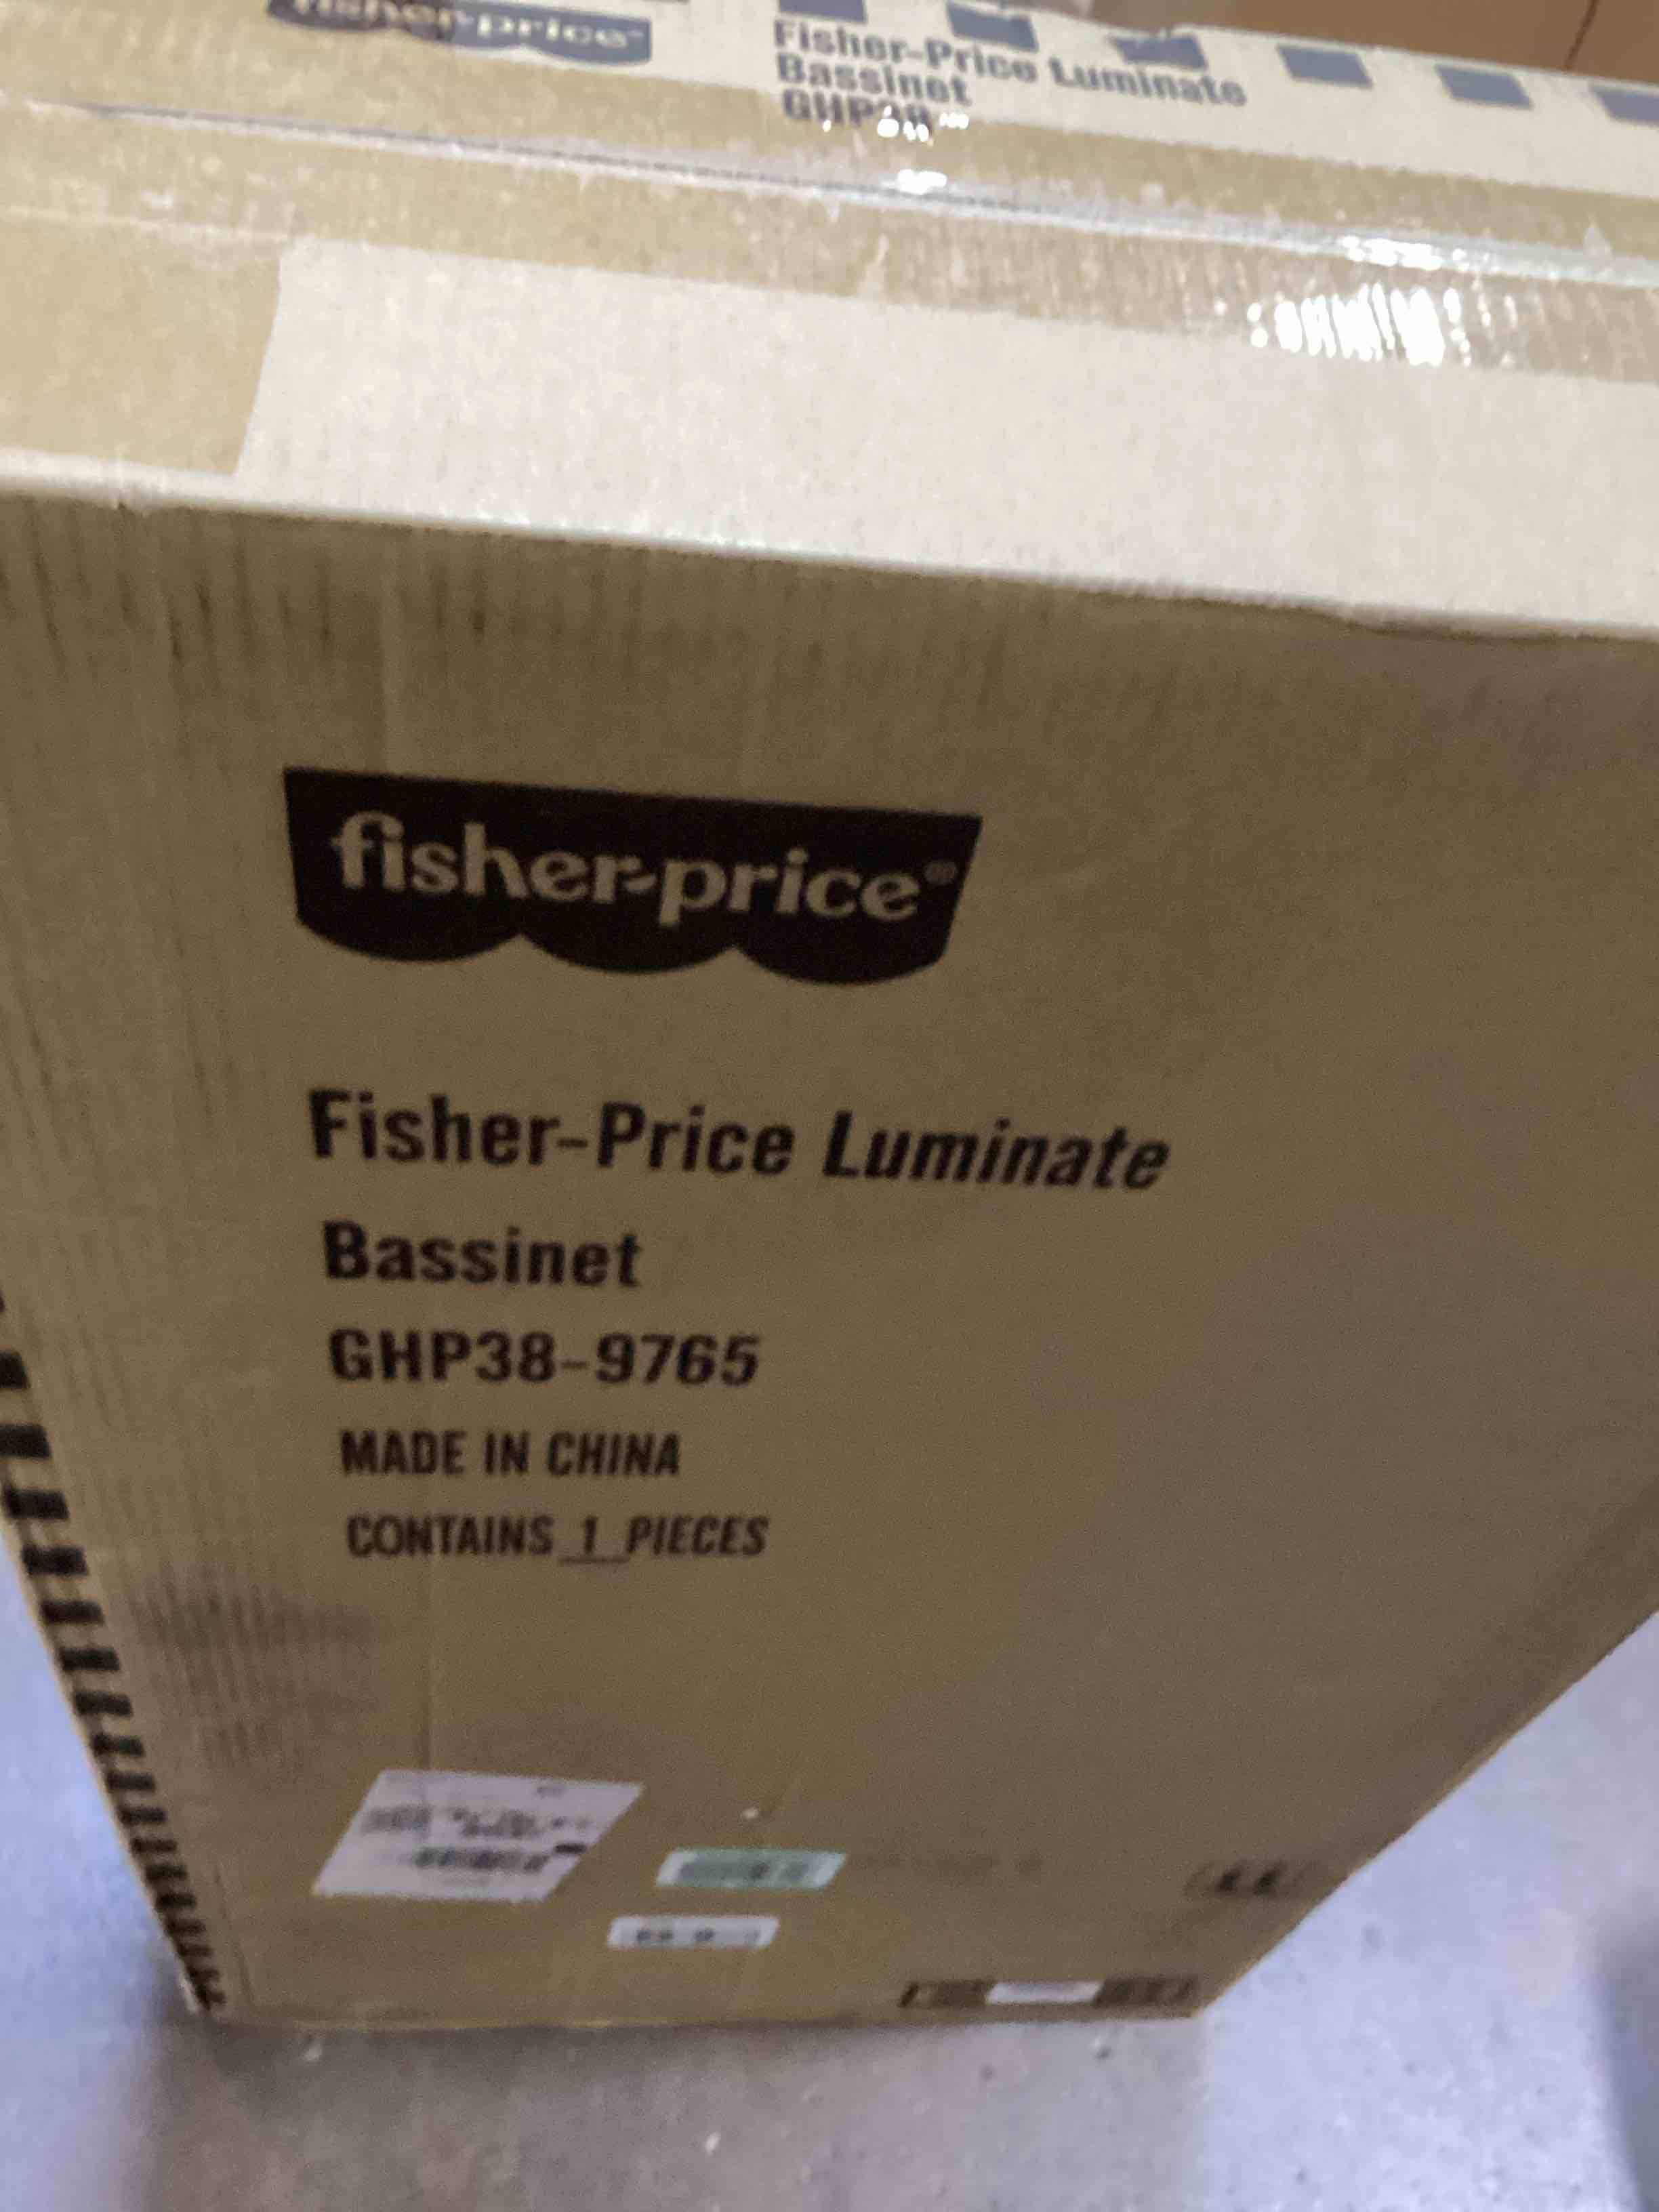 fisher-price
Fisher-Price Luminate
Bassinet
GHP38
fisher-price®
Fisher-Price Luminate
Bassinet
GHP38-9765
MADE IN CHINA
CONTAINS 1 PIECES